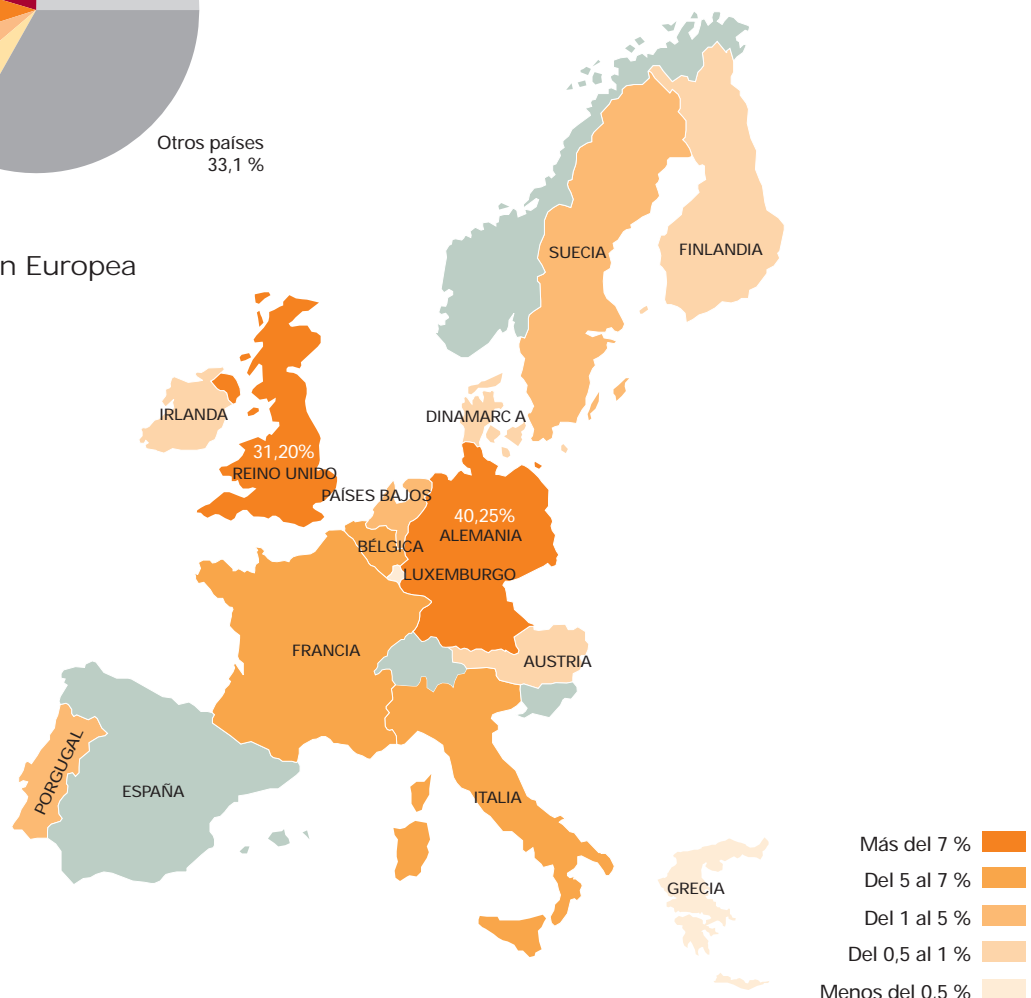 Otros países
33,1 %
n Europea
SUECIA
FINLANDIA
IRLANDA
DINAMARC A
31,20%
REINO UNIDO
PAÍSES BAJOS
40,25%
ALEMANIA
BÉLGICA
LUXEMBURGO
FRANCIA
AUSTRIA
PORGUGAL
ESPAÑA
ITALIA
GRECIA
Más del 7 %
Del 5 al 7 %
Del 1 al 5 %
Del 0,5 al 1 %
Menos del 0,5 %